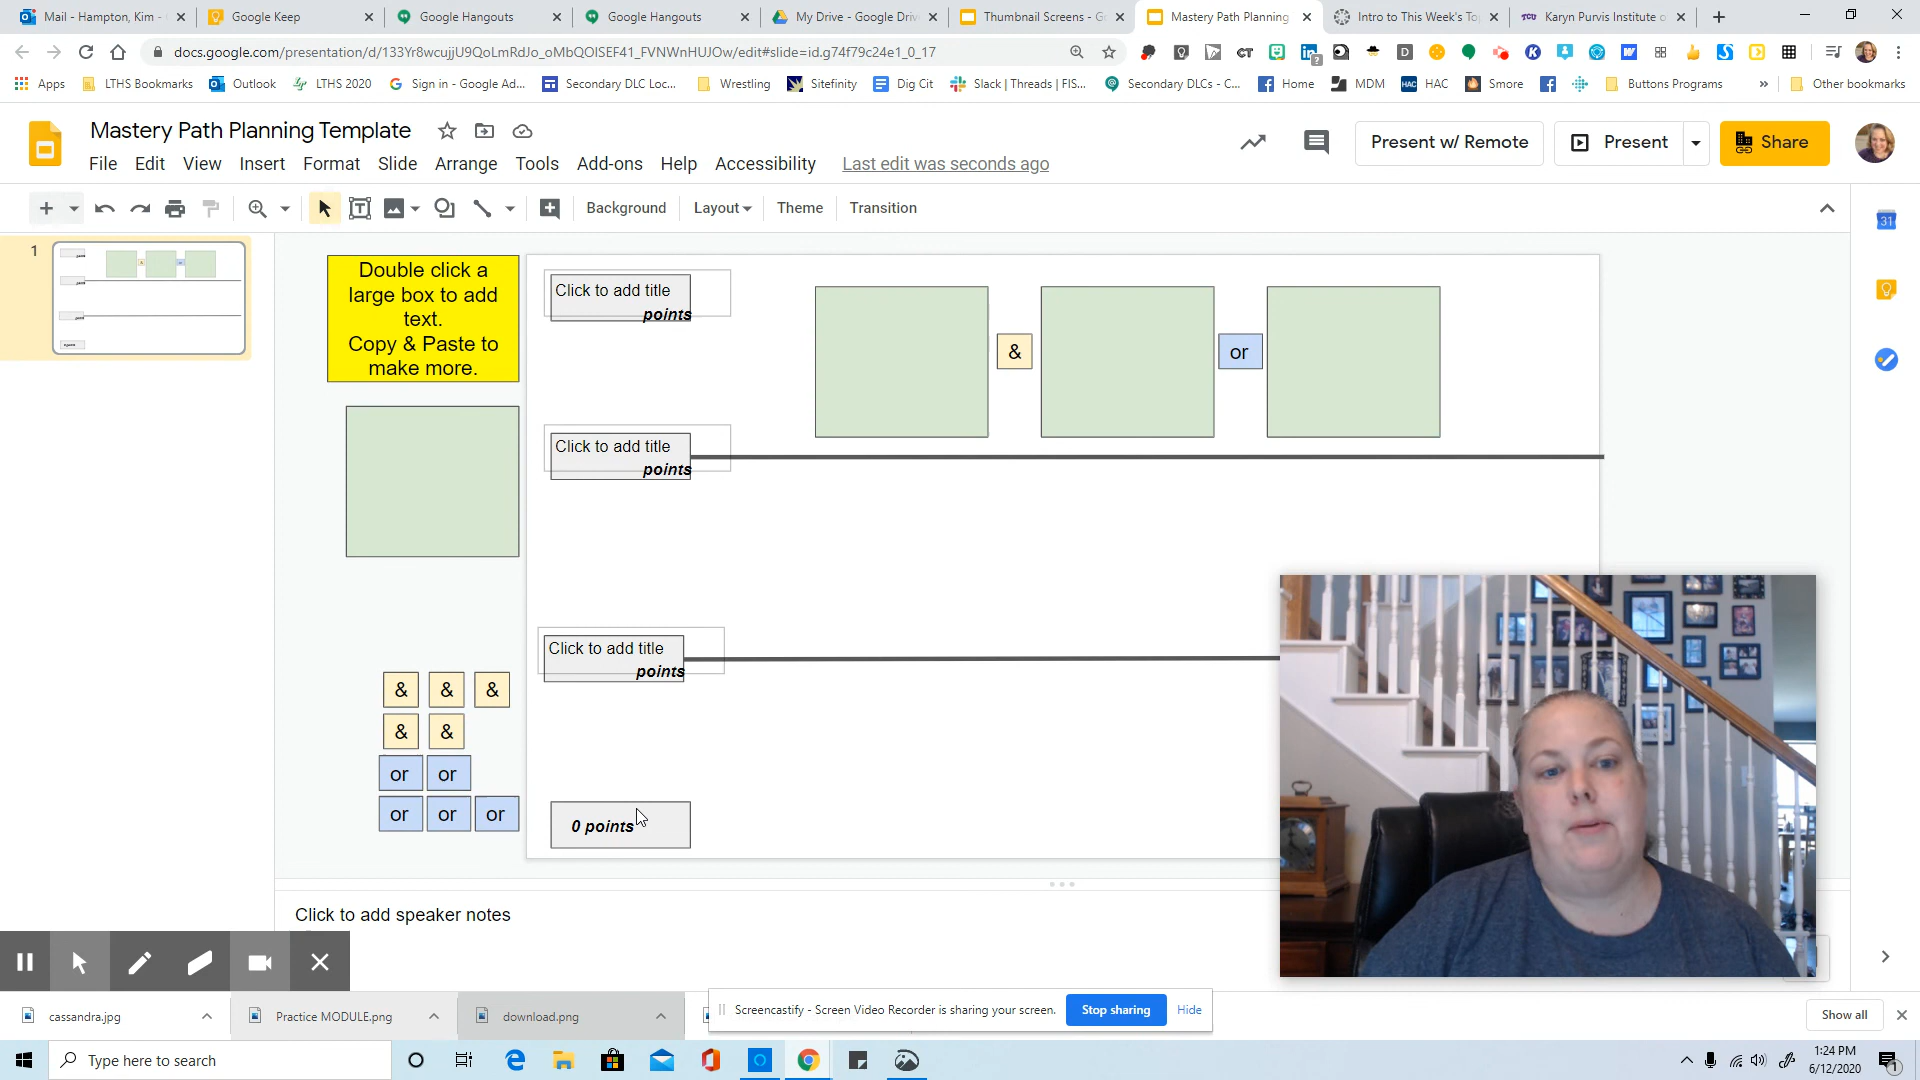 Mail - Hampton, Kim -
Google Keep
Google Hangouts
Google Hangouts
My Drive - Google Driv
Thumbnail Screens - G
Mastery Path Planning
Intro to This Week's To
Karyn Purvis Institute o
docs.google.com/presentation/d/133Yr8wcujjU9QoLmRdJo_oMbQOlSEF41_FVNWnHUJOw/edit#slide=id.g74f79c24e1_0_17
Apps
LTHS Bookmarks
Outlook
LTHS 2020
Sign in - Google Ad...
Secondary DLC Loc...
Wrestling
Sitefinity
Dig Cit
Slack | Threads | FIS...
Secondary DLCs - C...
Home
MDM
HAC
Smore
Buttons Programs
»
Other bookmarks
Mastery Path Planning Template
File Edit View Insert Format Slide Arrange Tools Add-ons Help Accessibility Last edit was seconds ago
Present w/ Remote
Present
Share
Background
Layout
Theme
Transition
1
Double click a
large box to add
text.
Copy & Paste to
make more.
Click to add title
points
& or
Click to add title
points
Click to add title
points
& & &
& &
or or
or or or
0 points
Click to add speaker notes
cassandra.jpg
Practice MODULE.png
download.png
Screencastify - Screen Video Recorder is sharing your screen.
Stop sharing
Hide
Show all
Type here to search
1:24 PM
6/12/2020